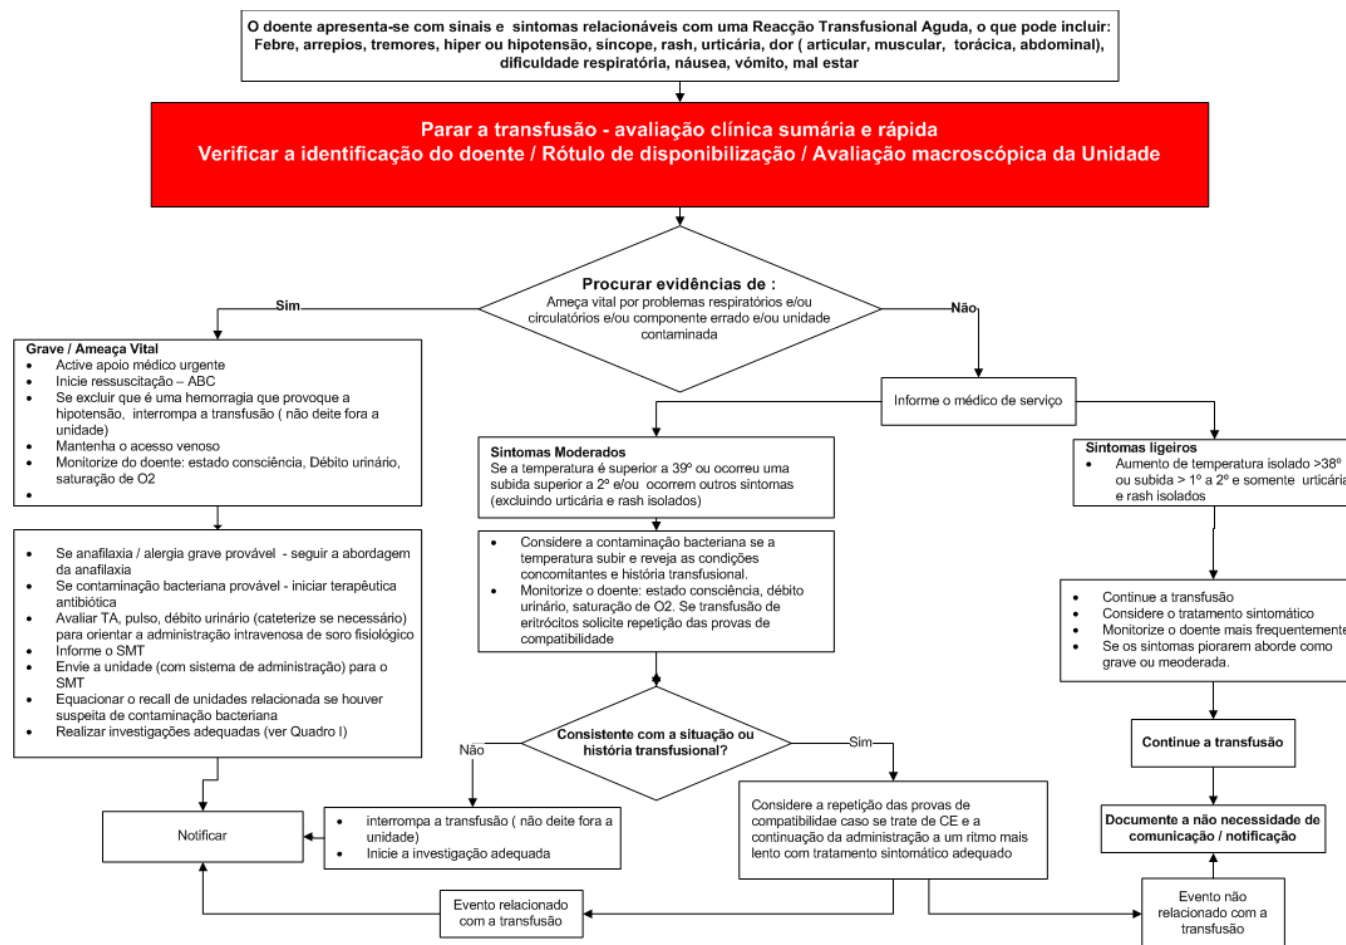 O doente apresenta-se com sinais e sintomas relacionáveis com uma Reacção Transfusional Aguda, o que pode incluir:
Febre, arrepios, tremores, hiper ou hipotensão, síncope, rash, urticária, dor ( articular, muscular, torácica, abdominal),
dificuldade respiratória, náusea, vómito, mal estar
Parar a transfusão - avaliação clínica sumária e rápida
Verificar a identificação do doente / Rótulo de disponibilização / Avaliação macroscópica da Unidade
Procurar evidências de :
Ameça vital por problemas respiratórios e/ou
circulatórios e/ou componente errado e/ou unidade
contaminada
Sim
Não
Grave / Ameaça Vital
• Active apoio médico urgente
• Inicie ressuscitação – ABC
• Se excluir que é uma hemorragia que provoque a
hipotensão, interrompa a transfusão ( não deite fora a
unidade)
• Mantenha o acesso venoso
• Monitorize do doente: estado consciência, Débito urinário,
saturação de O2
•
Informe o médico de serviço
Sintomas Moderados
Se a temperatura é superior a 39º ou ocorreu uma
subida superior a 2º e/ou ocorrem outros sintomas
(excluindo urticária e rash isolados)
Sintomas ligeiros
• Aumento de temperatura isolado >38º
ou subida > 1º a 2º e somente urticária
e rash isolados
• Se anafilaxia / alergia grave provável - seguir a abordagem
da anafilaxia
• Se contaminação bacteriana provável - iniciar terapêutica
antibiótica
• Avaliar TA, pulso, débito urinário (cateterize se necessário)
para orientar a administração intravenosa de soro fisiológico
• Informe o SMT
• Envie a unidade (com sistema de administração) para o
SMT
• Equacionar o recall de unidades relacionada se houver
suspeita de contaminação bacteriana
• Realizar investigações adequadas (ver Quadro I)
• Considere a contaminação bacteriana se a
temperatura subir e reveja as condições
concomitantes e história transfusional.
• Monitorize o doente: estado consciência, débito
urinário, saturação de O2. Se transfusão de
eritrócitos solicite repetição das provas de
compatibilidade
• Continue a transfusão
• Considere o tratamento sintomático
• Monitorize o doente mais frequentemente
• Se os sintomas piorarem aborde como
grave ou meoderada.
Consistente com a situação ou
história transfusional?
Não
Sim
Continue a transfusão
Notificar
• interrompa a transfusão ( não deite fora a
unidade)
• Inicie a investigação adequada
Considere a repetição das provas de
compatibilidae caso se trate de CE e a
continuação da administração a um ritmo mais
lento com tratamento sintomático adequado
Documente a não necessidade de
comunicação / notificação
Evento relacionado
com a transfusão
Evento não
relacionado com a
transfusão